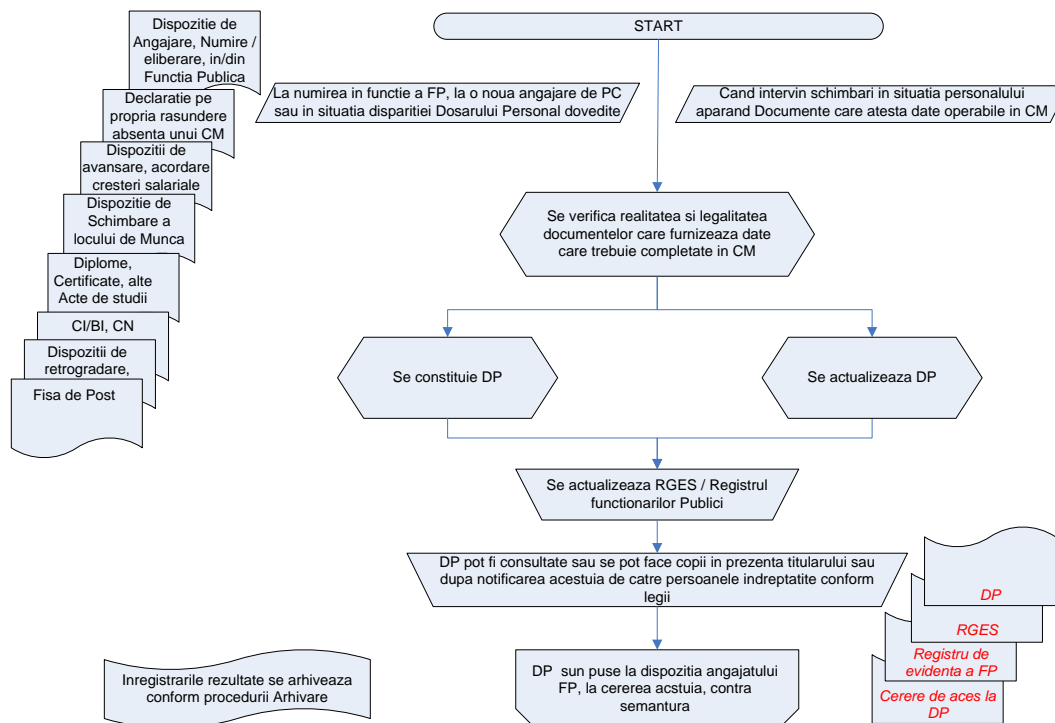 START
Dispozitie de
Angajare, Numire /
eliberare, in/din
Functia Publica
Declaratie pe
propria rasundere
absenta unui CM
Dispozitii de
avansare, acordare
cresteri salariale
Dispozitie de
Schimbare a
locului de Munca
Diplome,
Certificate, alte
Acte de studii
CI/BI, CN
Dispozitii de
retrogradare,
Fisa de Post
La numirea in functie a FP, la o noua angajare de PC
sau in situatia disparitiei Dosarului Personal dovedite
Cand intervin schimbari in situatia personalului
aparand Documente care atesta date operabile in CM
Se verifica realitatea si legalitatea
documentelor care furnizeaza date
care trebuie completate in CM
Se constituie DP
Se actualizeaza DP
Se actualizeaza RGES / Registrul
functionarilor Publici
DP pot fi consultate sau se pot face copii in prezenta titularului sau
dupa notificarea acestuia de catre persoanele indreptatite conform
legii
DP sun puse la dispozitia angajatului
FP, la cererea acstuia, contra
semantura
DP
RGES
Registru de
evidenta a FP
Cerere de aces la
DP
Inregistrarile rezultate se arhiveaza
conform procedurii Arhivare